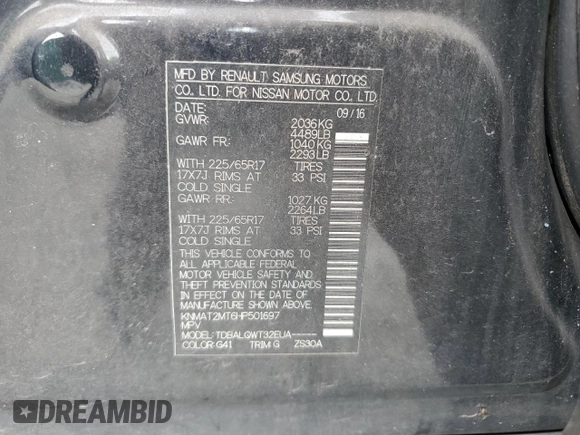 MFD BY RENAULT SAMSUNG MOTORS
CO., LTD. FOR NISSAN MOTOR CO., LTD.
DATE: 09/16
GVWR: 2036KG
4489LB
GAWR FR: 1040KG
2293LB
WITH 225/65R17 TIRES
17X7J RIMS AT 33 PSI
COLD SINGLE
GAWR RR: 1027KG
2264LB
WITH 225/65R17 TIRES
17X7J RIMS AT 33 PSI
COLD SINGLE
THIS VEHICLE CONFORMS TO
ALL APPLICABLE FEDERAL
MOTOR VEHICLE SAFETY AND
THEFT PREVENTION STANDARDS
IN EFFECT ON THE DATE OF
MANUFACTURE SHOWN ABOVE.
KNMAT2MT6HP501697
MPV
MODEL: TDBALQWT32EUA-----
COLOR:G41 TRIM:G ZS30A
DREAMBID